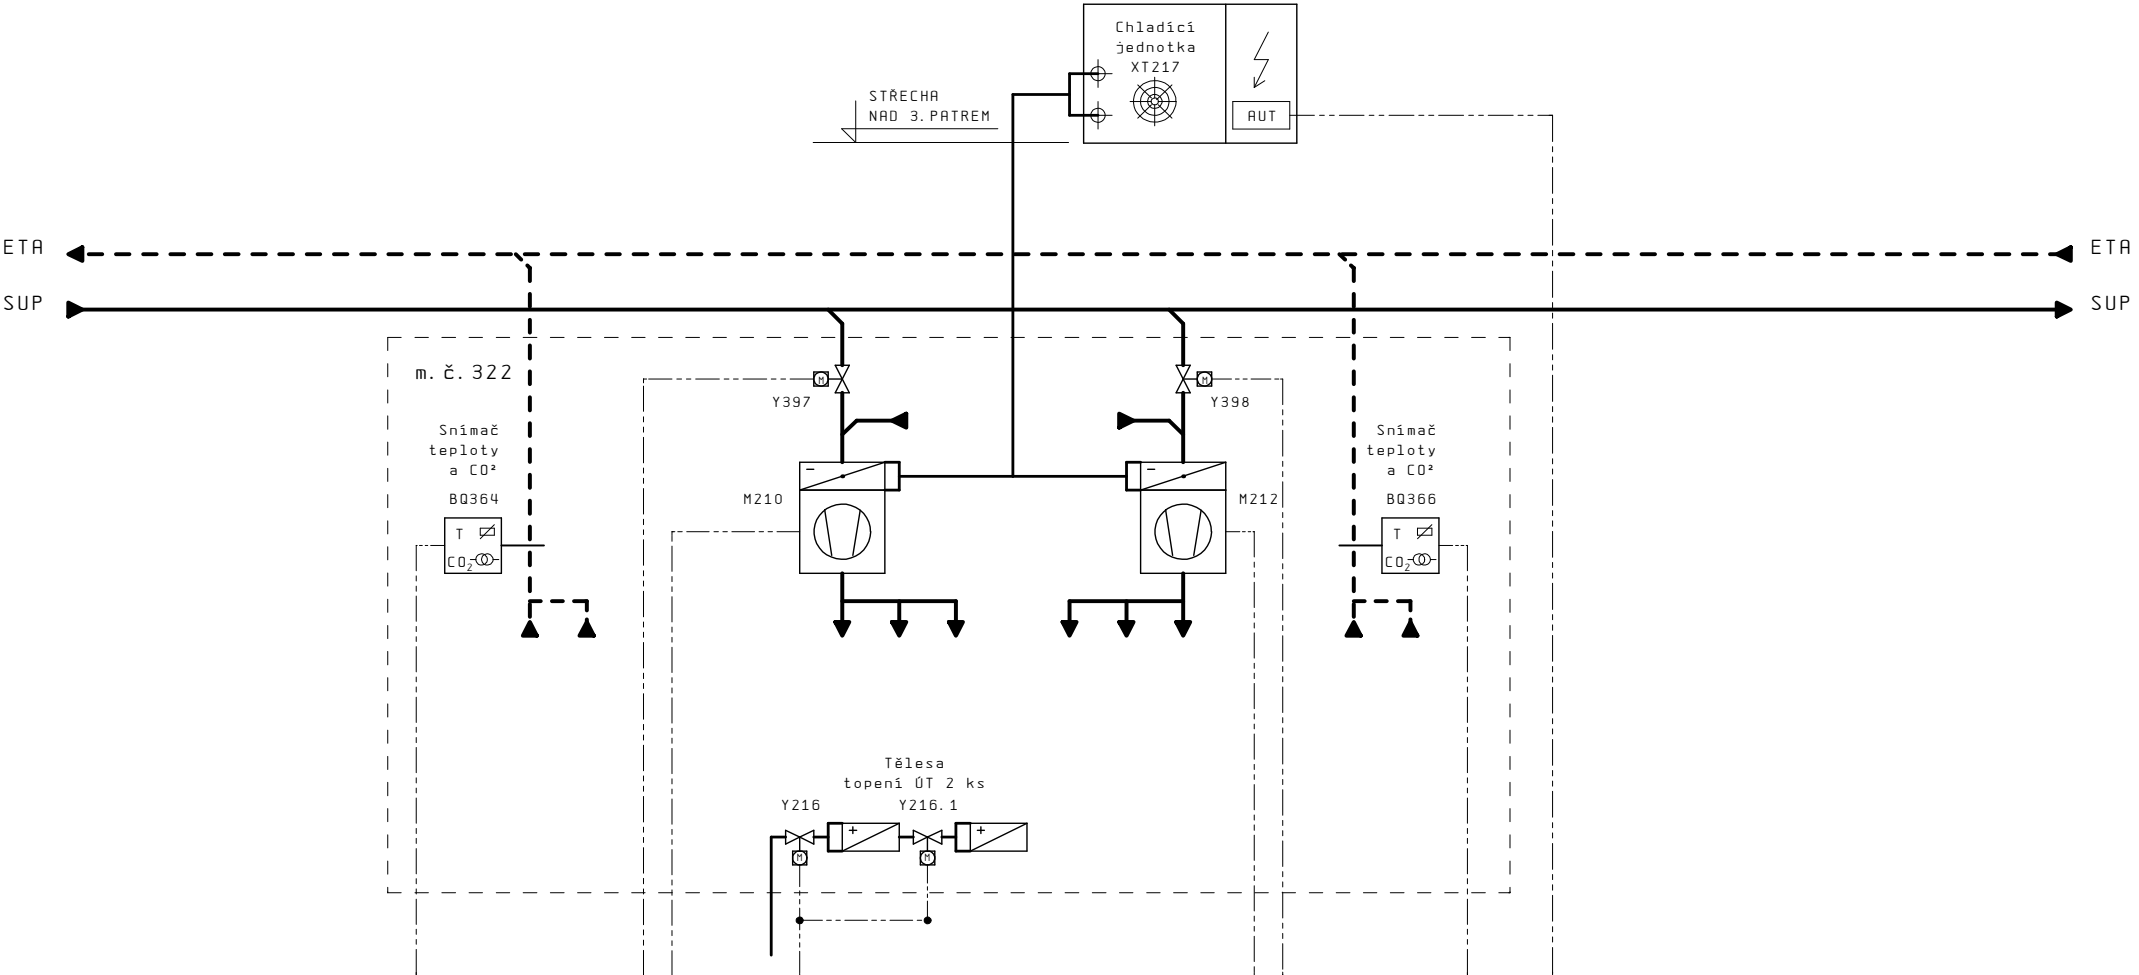 Chladící
jednotka
XT217
AUT
STŘECHA
NAD 3. PATREM
ETA
ETA
SUP
SUP
m. č. 322
M
M
Y397
Y398
Snímač
teploty
a CO²
BQ364
Snímač
teploty
a CO²
BQ366
M210
M212
T
CO₂
T
CO₂
Tělesa
topení ÚT 2 ks
Y216
Y216.1
M
M